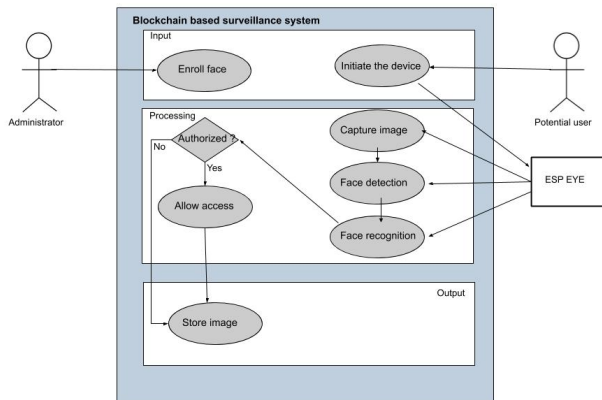 Blockchain based surveillance system
Input
Enroll face
Initiate the device
Administrator
Potential user
Processing
Authorized ?
No
Yes
Capture image
Face detection
ESP EYE
Allow access
Face recognition
Output
Store image